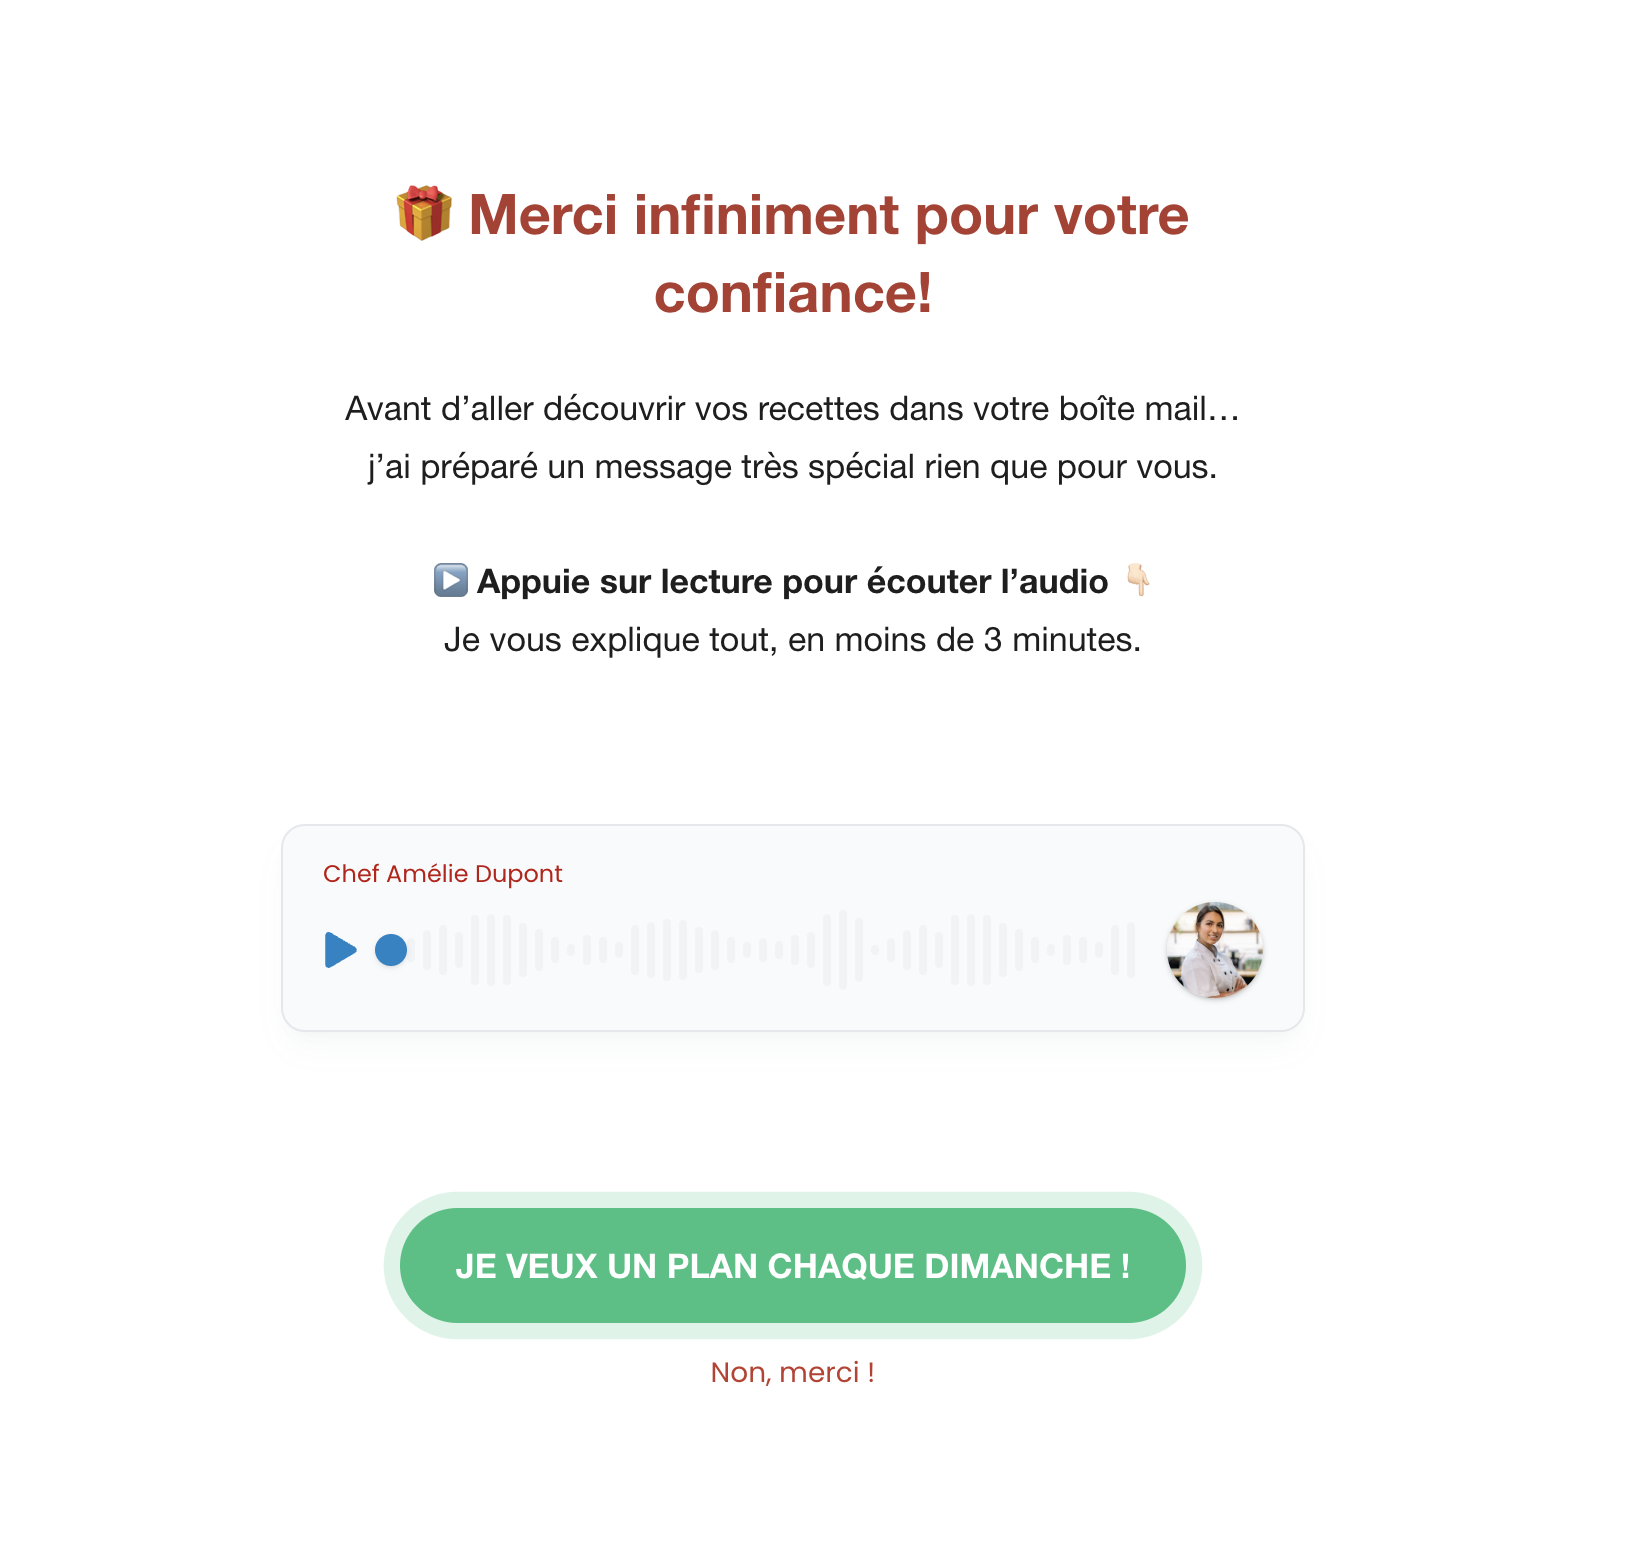 🎁 Merci infiniment pour votre
confiance!
Avant d’aller découvrir vos recettes dans votre boîte mail…
j’ai préparé un message très spécial rien que pour vous.
▶️ Appuie sur lecture pour écouter l’audio 👇🏻
Je vous explique tout, en moins de 3 minutes.
Chef Amélie Dupont
JE VEUX UN PLAN CHAQUE DIMANCHE !
Non, merci !